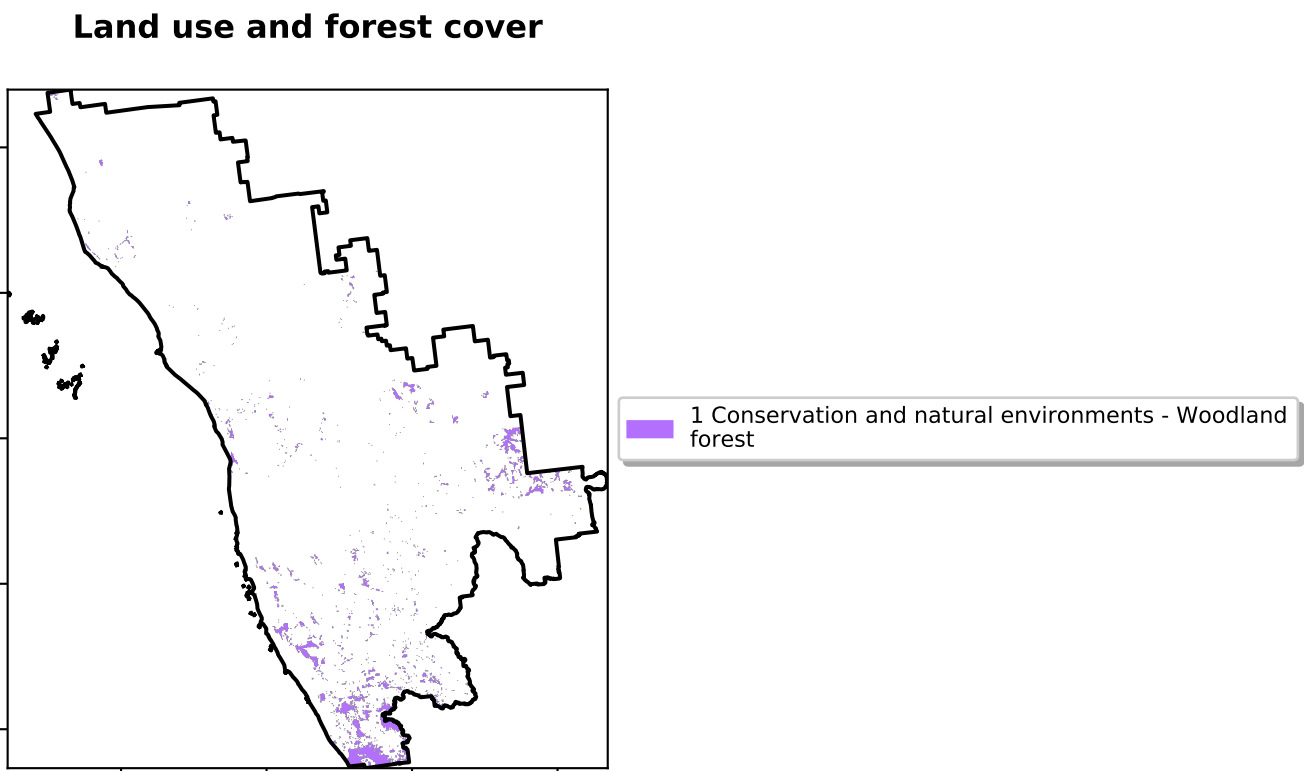 Land use and forest cover
1 Conservation and natural environments - Woodland
forest